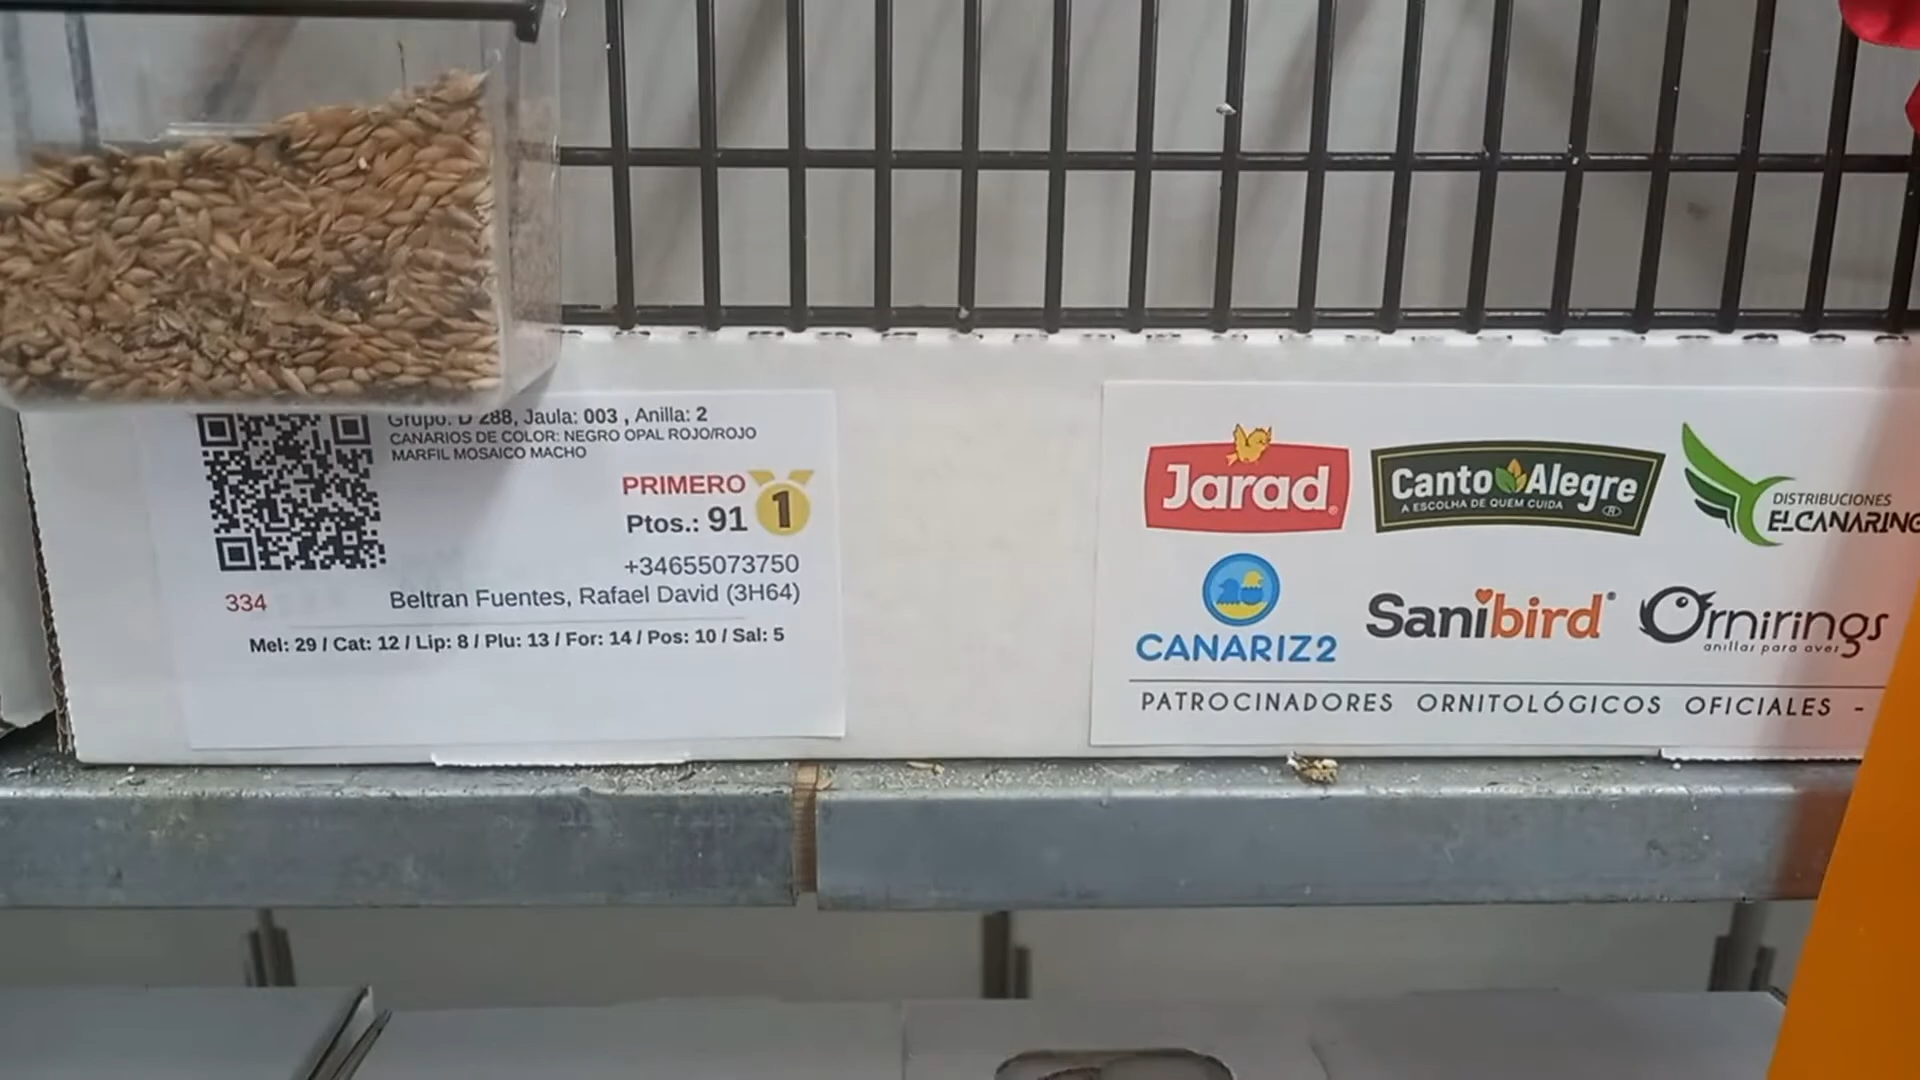 Grupo: D 288, Jaula: 003 , Anilla: 2
CANARIOS DE COLOR: NEGRO OPAL ROJO/ROJO
MARFIL MOSAICO MACHO
PRIMERO
1
Ptos.: 91
+34655073750
334
Beltran Fuentes, Rafael David (3H64)
Mel: 29 / Cat: 12 / Lip: 8 / Plu: 13 / For: 14 / Pos: 10 / Sal: 5
Jarad®
Canto Alegre
A ESCOLHA DE QUEM CUIDA ®
DISTRIBUCIONES
ELCANARINO
CANARIZ2
Sanibird®
Ornirings
anillas para aves
PATROCINADORES ORNITOLÓGICOS OFICIALES -